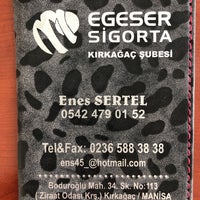 EGESER
SİGORTA
KIRKAĞAÇ ŞUBESİ
Enes SERTEL
0542 479 01 52
Tel&Fax: 0236 588 38 38
ens45_@hotmail.com
Boduroğlu Mah. 34. Sk. No:113
( Ziraat Odası Krş.) Kırkağaç / MANİSA